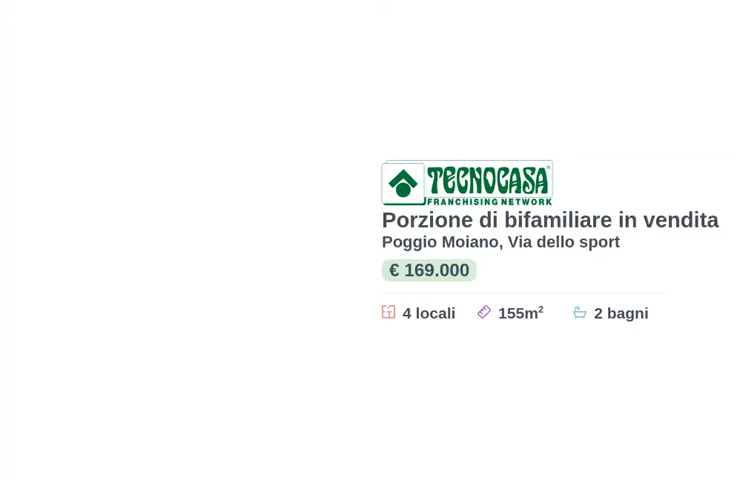 TECNOCASA®
FRANCHISING NETWORK
Porzione di bifamiliare in vendita
Poggio Moiano, Via dello sport
€ 169.000
4 locali 155m² 2 bagni